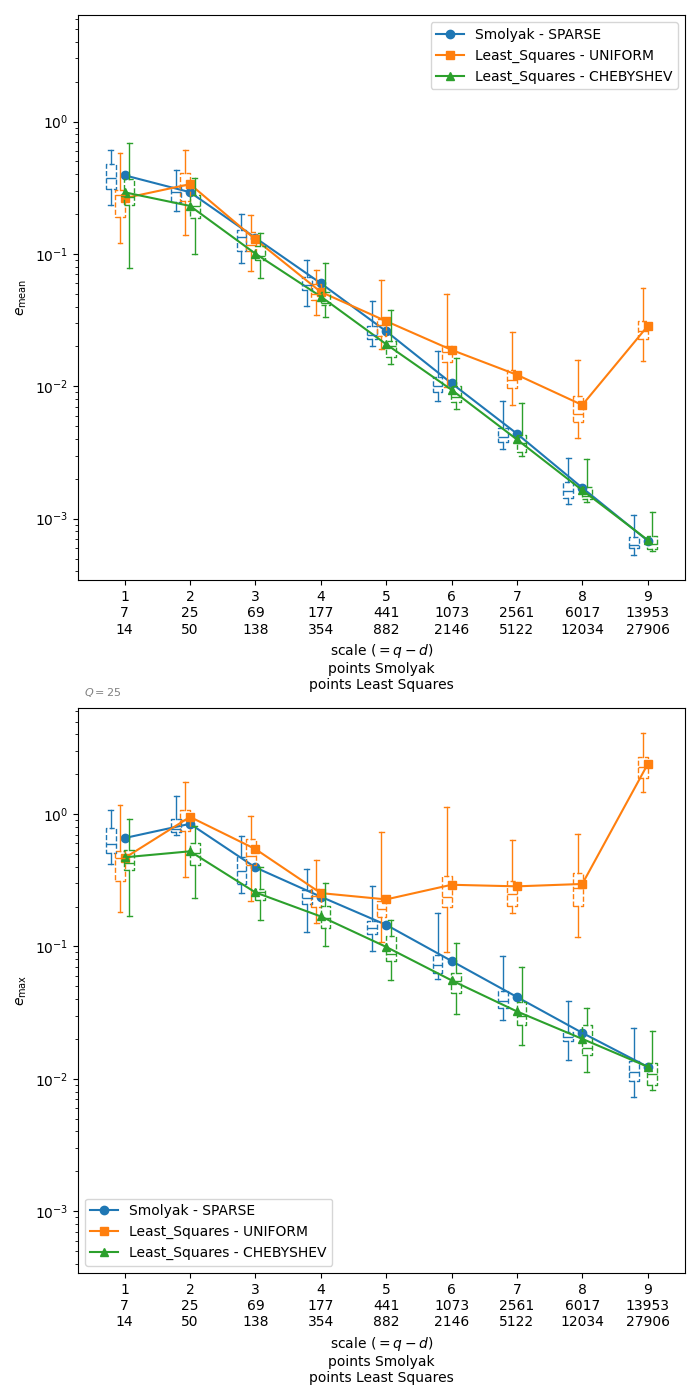 Smolyak - SPARSE
Least_Squares - UNIFORM
Least_Squares - CHEBYSHEV
10⁰
10⁻¹
10⁻²
10⁻³
e_mean
1 2 3 4 5 6 7 8 9
7 25 69 177 441 1073 2561 6017 13953
14 50 138 354 882 2146 5122 12034 27906
scale (= q − d)
points Smolyak
points Least Squares
Q = 25
10⁰
10⁻¹
10⁻²
10⁻³
e_max
Smolyak - SPARSE
Least_Squares - UNIFORM
Least_Squares - CHEBYSHEV
1 2 3 4 5 6 7 8 9
7 25 69 177 441 1073 2561 6017 13953
14 50 138 354 882 2146 5122 12034 27906
scale (= q − d)
points Smolyak
points Least Squares